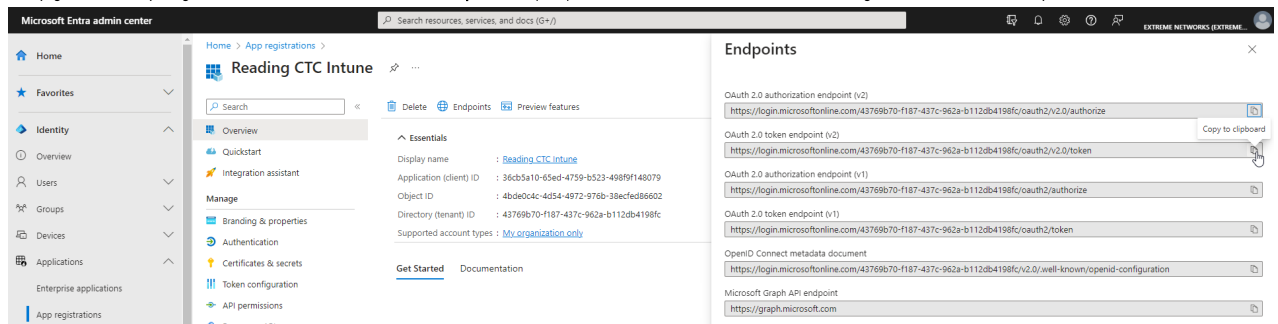 Microsoft Entra admin center
Search resources, services, and docs (G+/)
EXTREME NETWORKS (EXTREME...
Home
Favorites
Identity
Overview
Users
Groups
Devices
Applications
Enterprise applications
App registrations
Home > App registrations >
Reading CTC Intune
Search
Overview
Quickstart
Integration assistant
Manage
Branding & properties
Authentication
Certificates & secrets
Token configuration
API permissions
Delete Endpoints Preview features
Essentials
Display name : Reading CTC Intune
Application (client) ID : 36cb5a10-65ed-4759-b523-498f9f148079
Object ID : 4bde0c4c-4d54-4972-976b-38ecfed86602
Directory (tenant) ID : 43769b70-f187-437c-962a-b112db4198fc
Supported account types : My organization only
Get Started Documentation
Endpoints
OAuth 2.0 authorization endpoint (v2)
https://login.microsoftonline.com/43769b70-f187-437c-962a-b112db4198fc/oauth2/v2.0/authorize
Copy to clipboard
OAuth 2.0 token endpoint (v2)
https://login.microsoftonline.com/43769b70-f187-437c-962a-b112db4198fc/oauth2/v2.0/token
OAuth 2.0 authorization endpoint (v1)
https://login.microsoftonline.com/43769b70-f187-437c-962a-b112db4198fc/oauth2/authorize
OAuth 2.0 token endpoint (v1)
https://login.microsoftonline.com/43769b70-f187-437c-962a-b112db4198fc/oauth2/token
OpenID Connect metadata document
https://login.microsoftonline.com/43769b70-f187-437c-962a-b112db4198fc/v2.0/.well-known/openid-configuration
Microsoft Graph API endpoint
https://graph.microsoft.com